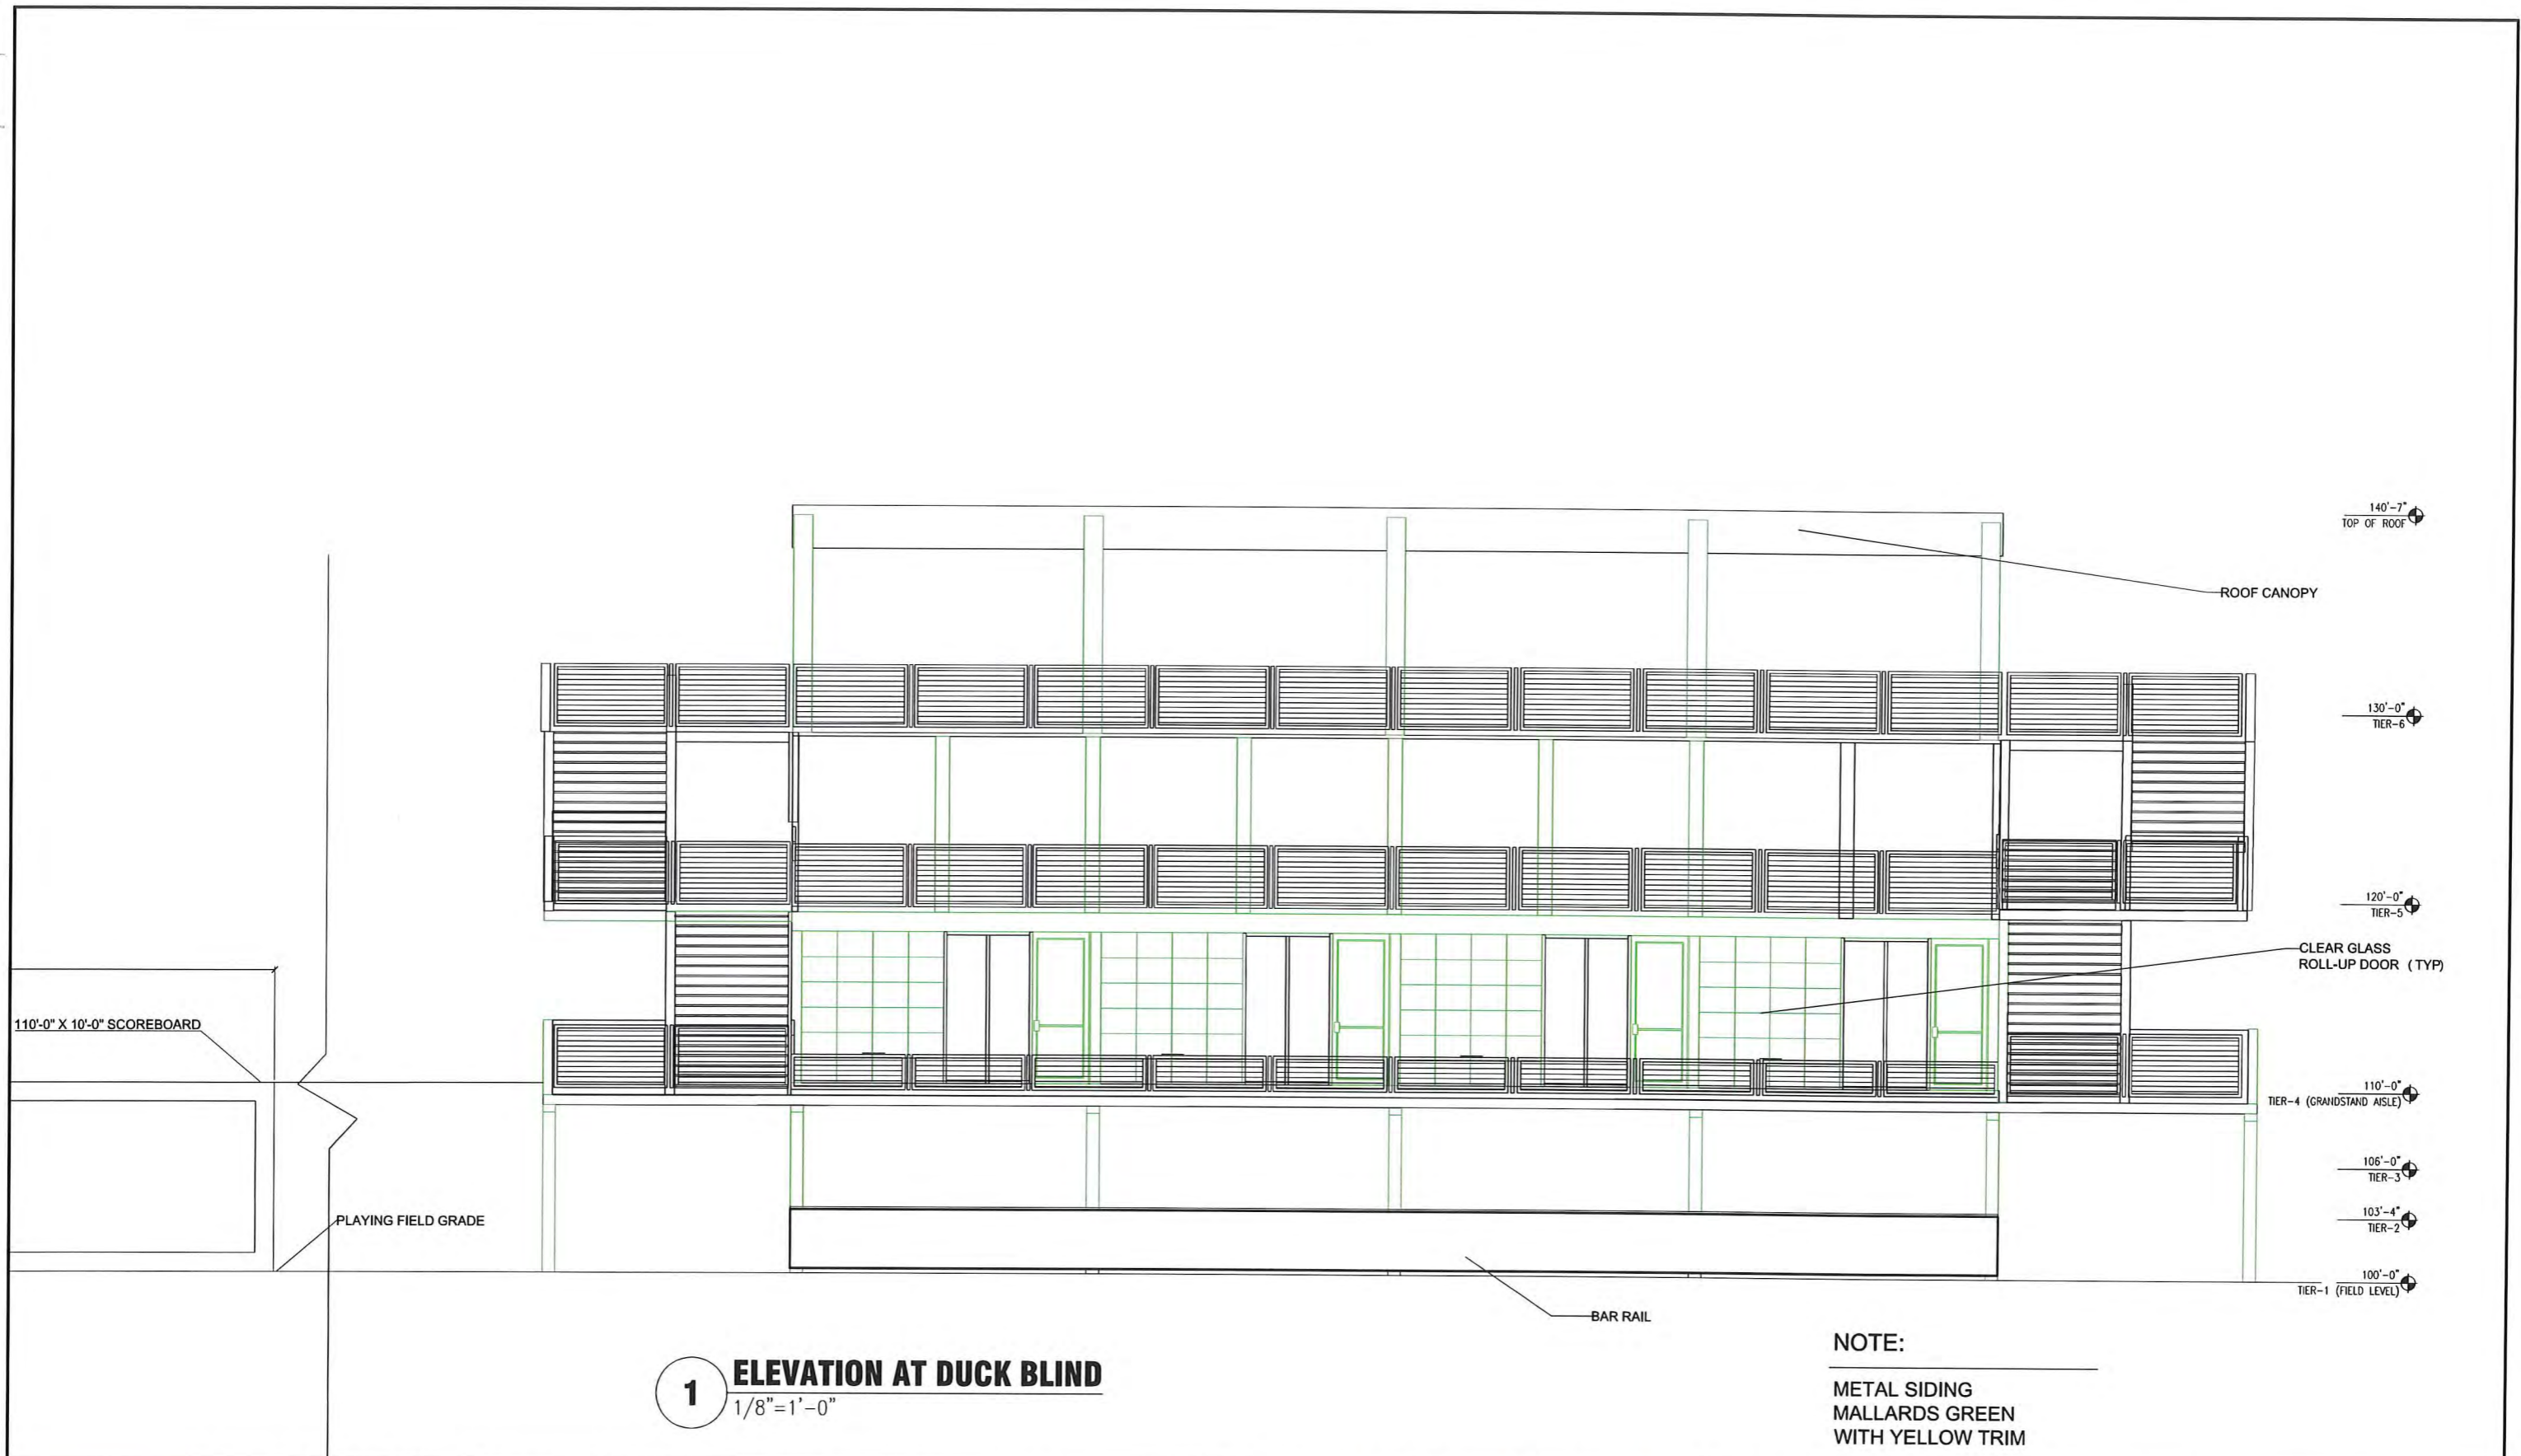 140'-7"
TOP OF ROOF
ROOF CANOPY
130'-0"
TIER-6
120'-0"
TIER-5
CLEAR GLASS
ROLL-UP DOOR (TYP)
110'-0" X 10'-0" SCOREBOARD
110'-0"
TIER-4 (GRANDSTAND AISLE)
106'-0"
TIER-3
103'-4"
TIER-2
PLAYING FIELD GRADE
100'-0"
TIER-1 (FIELD LEVEL)
BAR RAIL
1 ELEVATION AT DUCK BLIND
1/8"=1'-0"
NOTE:
METAL SIDING
MALLARDS GREEN
WITH YELLOW TRIM